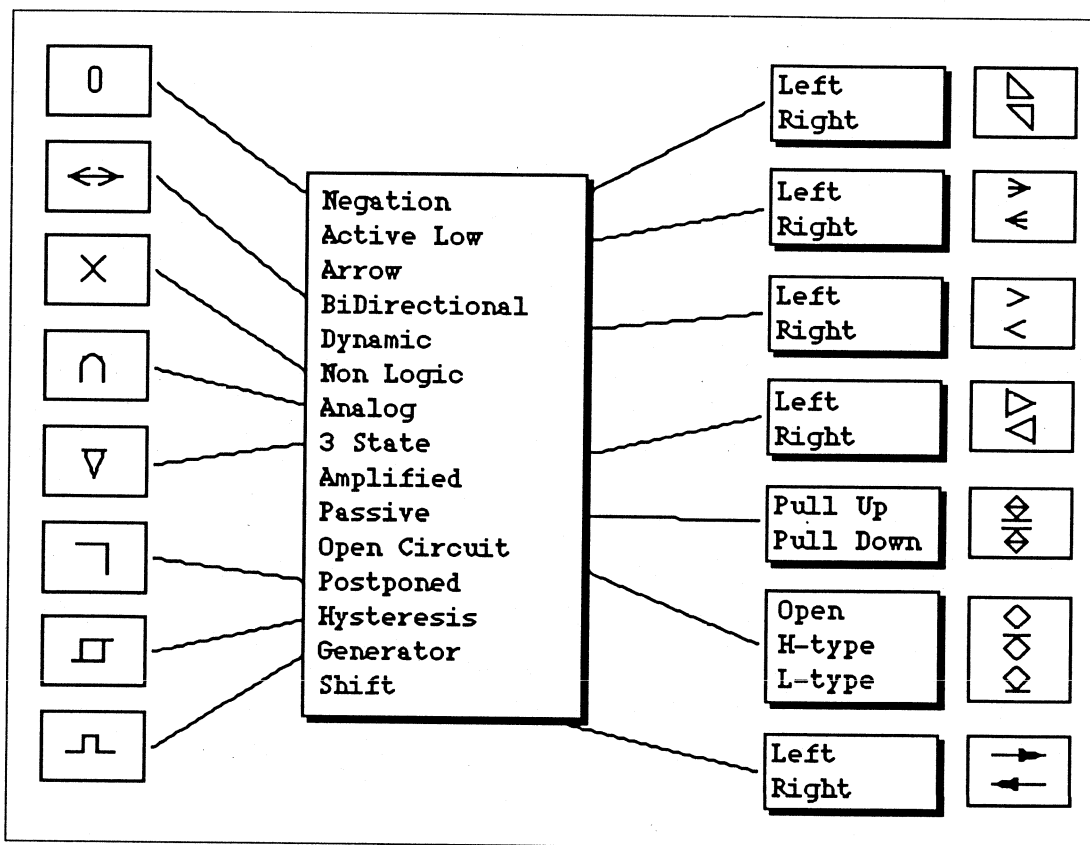 0
Negation
Active Low
Arrow
BiDirectional
Dynamic
Non Logic
Analog
3 State
Amplified
Passive
Open Circuit
Postponed
Hysteresis
Generator
Shift
Left
Right
Left
Right
Left
Right
Left
Right
Pull Up
Pull Down
Open
H-type
L-type
Left
Right